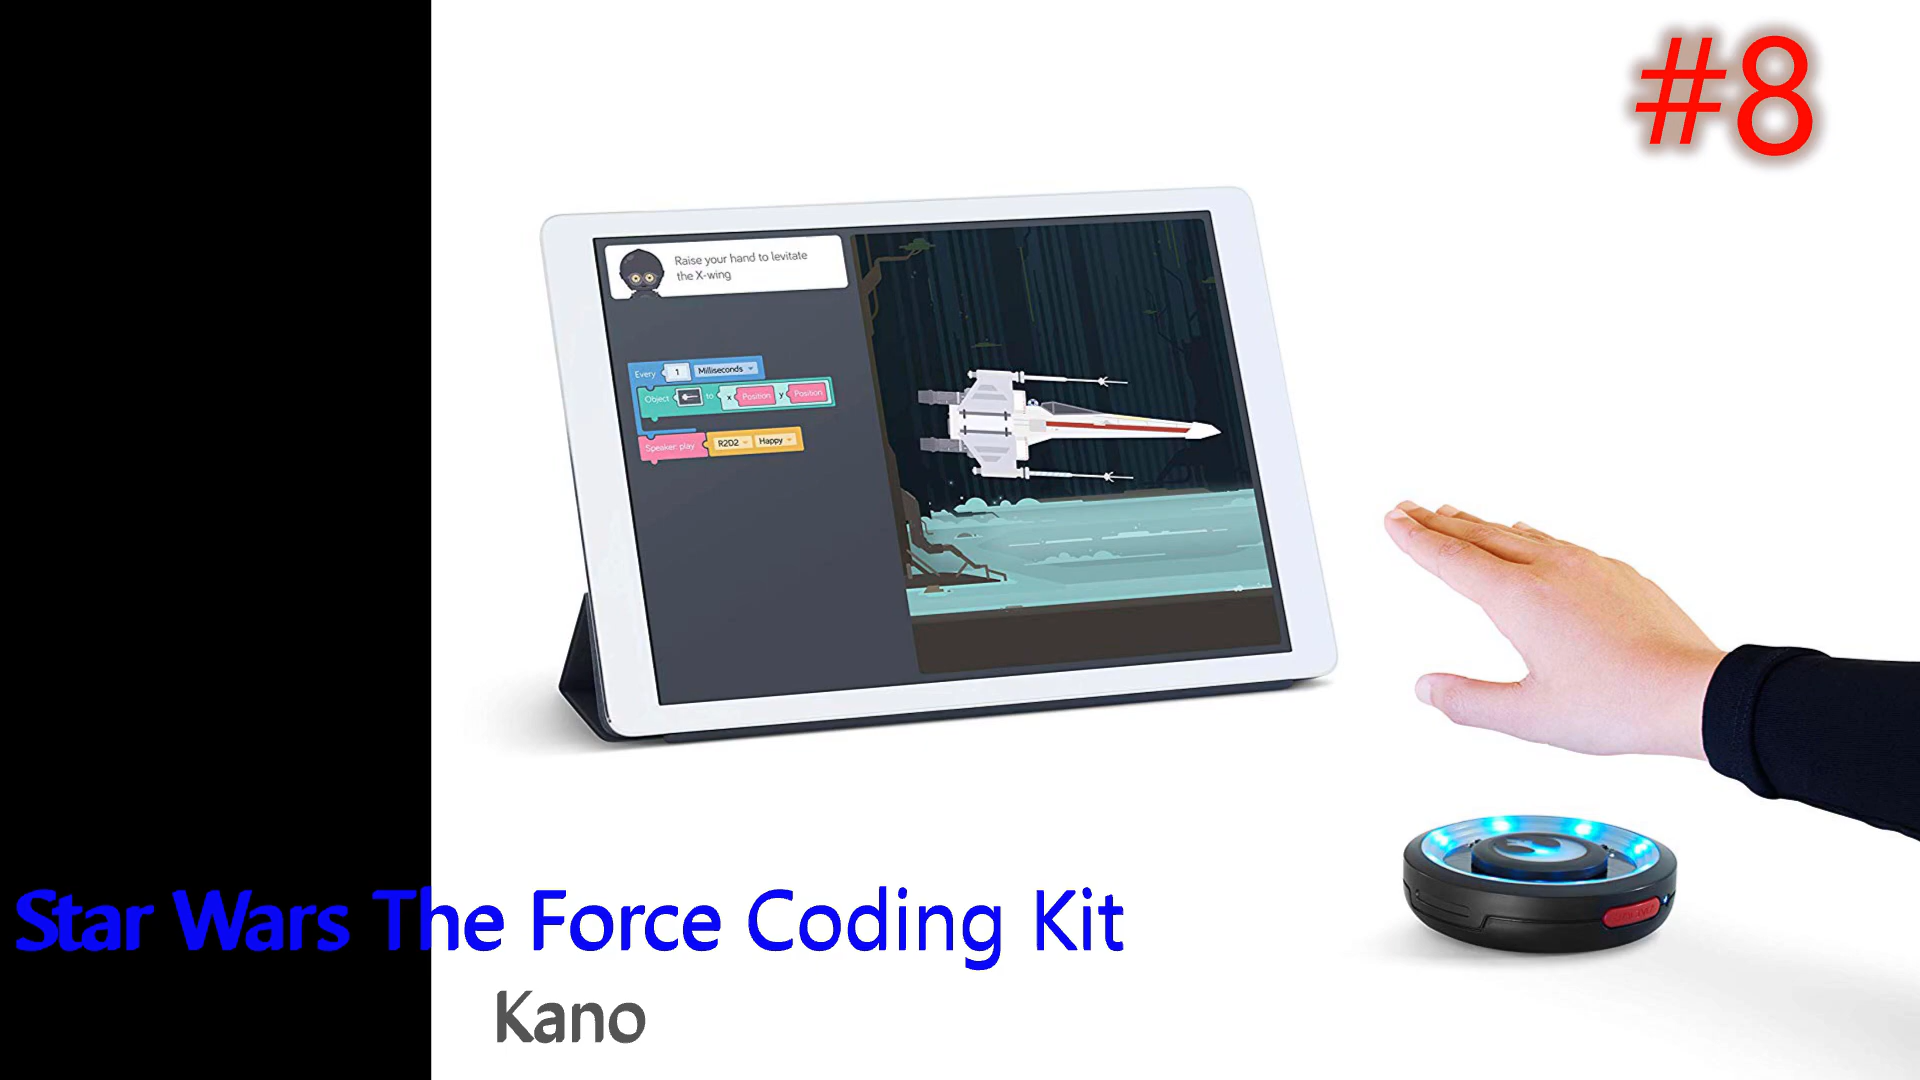 #8
Raise your hand to levitate
the X-wing
Every 1 Milliseconds
Object to x Position y Position
Speaker: play R2D2 Happy
Star Wars The Force Coding Kit
Kano